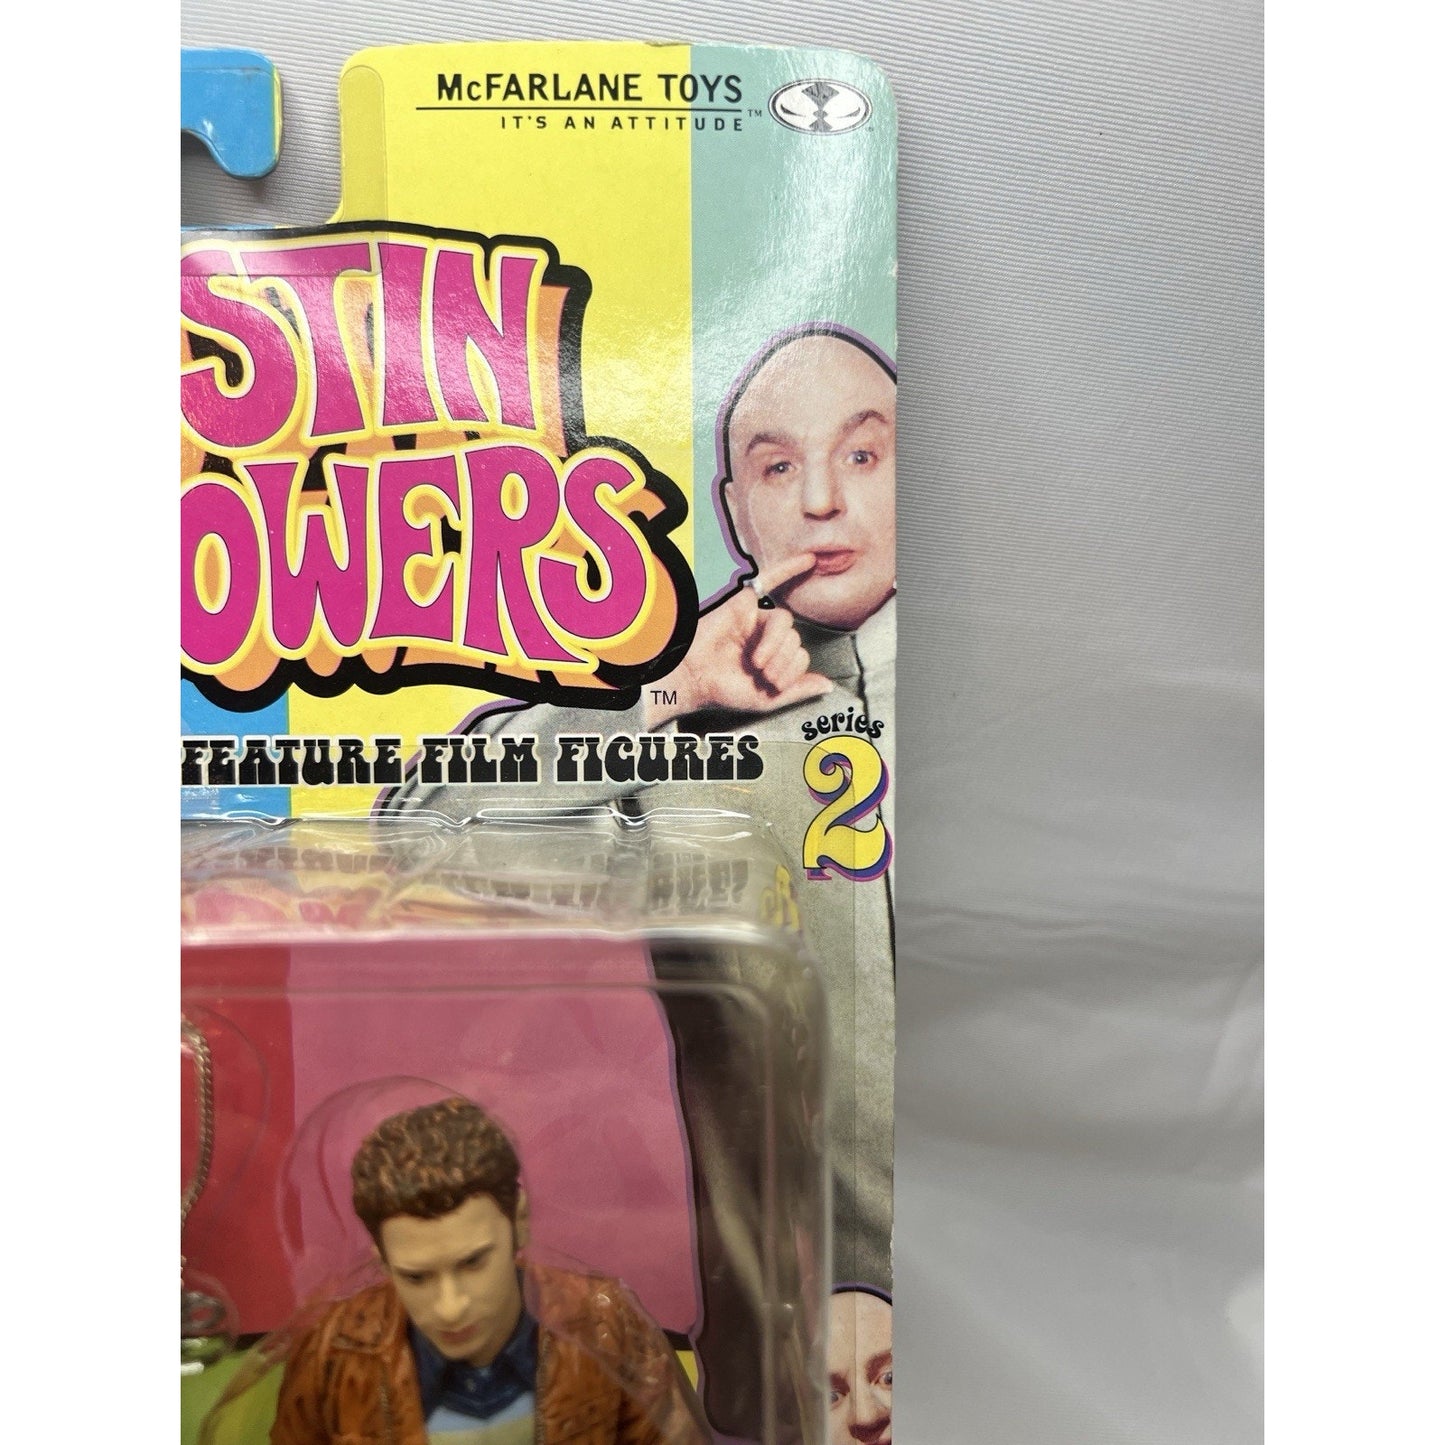 McFARLANE TOYS
IT'S AN ATTITUDE™
STIN
OWERS
™
FEATURE FILM FIGURES
series
2